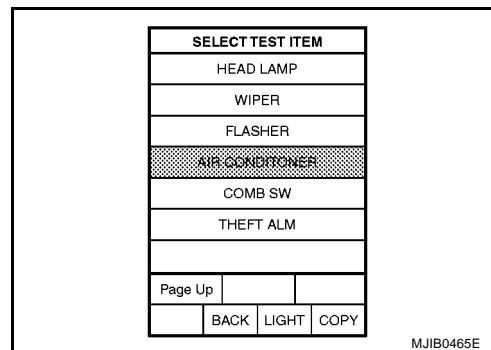 SELECT TEST ITEM
HEAD LAMP
WIPER
FLASHER
AIR CONDITONER
COMB SW
THEFT ALM
Page Up
BACK LIGHT COPY
MJIB0465E